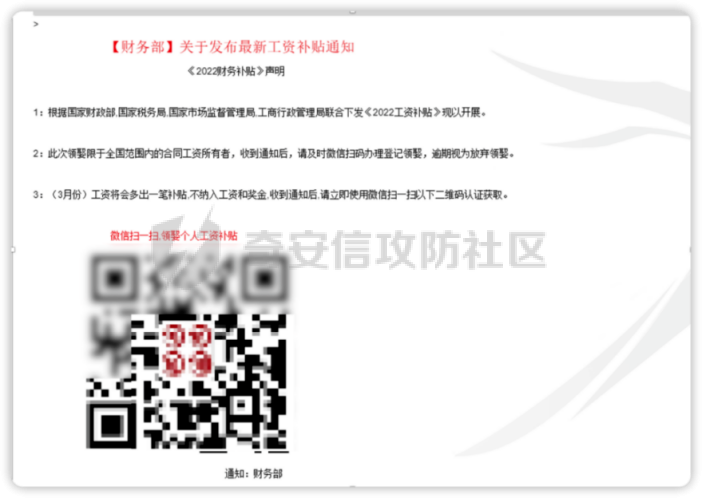 >
【财务部】关于发布最新工资补贴通知
《2022财务补贴》声明
1：根据国家财政部.国家税务局.国家市场监督管理局.工商行政管理局联合下发《2022工资补贴》现以开展。
2：此次领娶限于全国范围内的合同工资所有者，收到通知后，请及时微信扫码办理登记领娶，逾期视为放弃领娶。
3：（3月份）工资将会多出一笔补贴.不纳入工资和奖金.收到通知后.请立即使用微信扫一扫以下二维码认证获取。
微信扫一扫.领娶个人工资补贴
奇安信攻防社区
通知：财务部